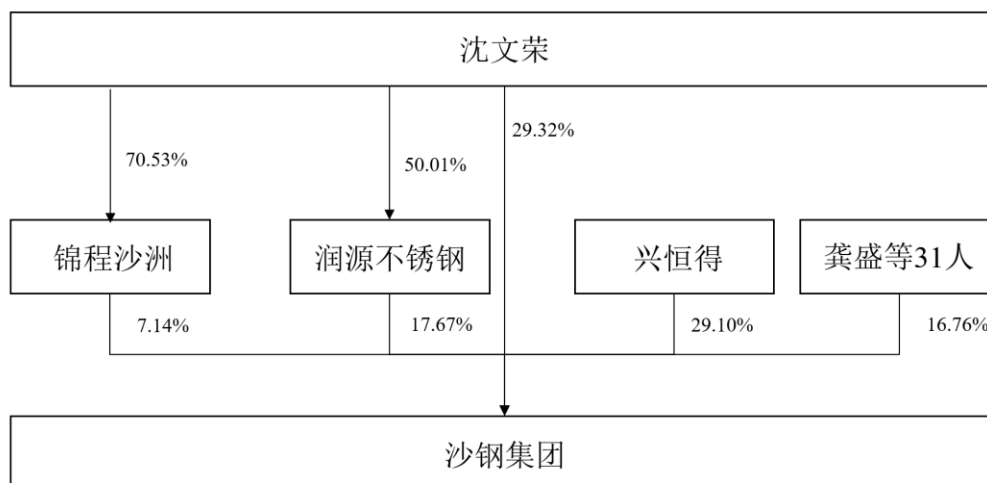 沈文荣
29.32%
70.53%
50.01%
锦程沙洲
润源不锈钢
兴恒得
龚盛等31人
7.14%
17.67%
29.10%
16.76%
沙钢集团